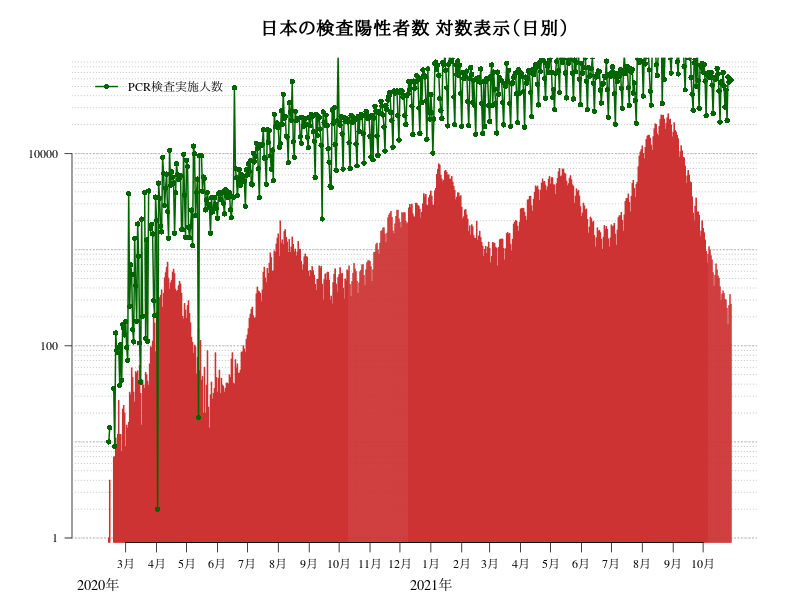 日本の検査陽性者数 対数表示（日別）
PCR検査実施人数
10000
100
1
3月 4月 5月 6月 7月 8月 9月 10月 11月 12月 1月 2月 3月 4月 5月 6月 7月 8月 9月 10月
2020年 2021年